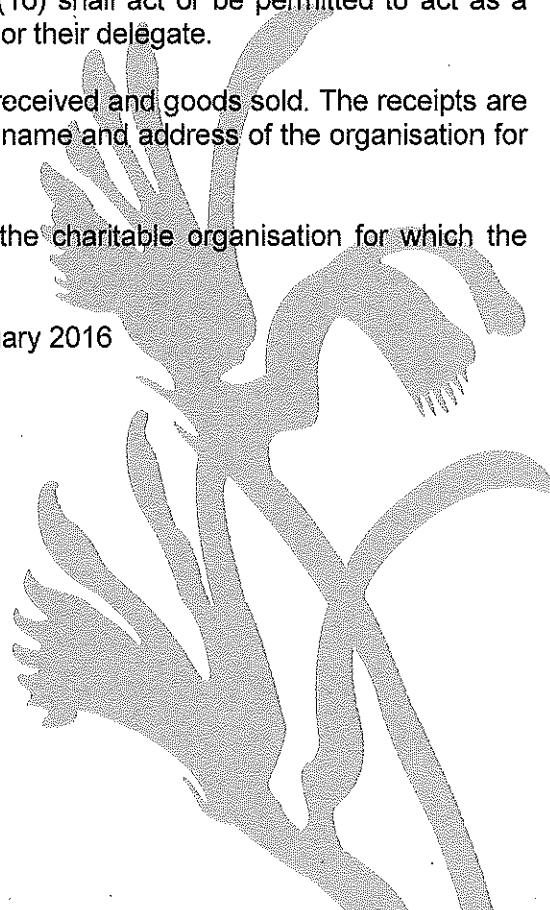 (16) shall act or be permitted to act as a
or their delegate.
received and goods sold. The receipts are
name and address of the organisation for
the charitable organisation for which the
ary 2016